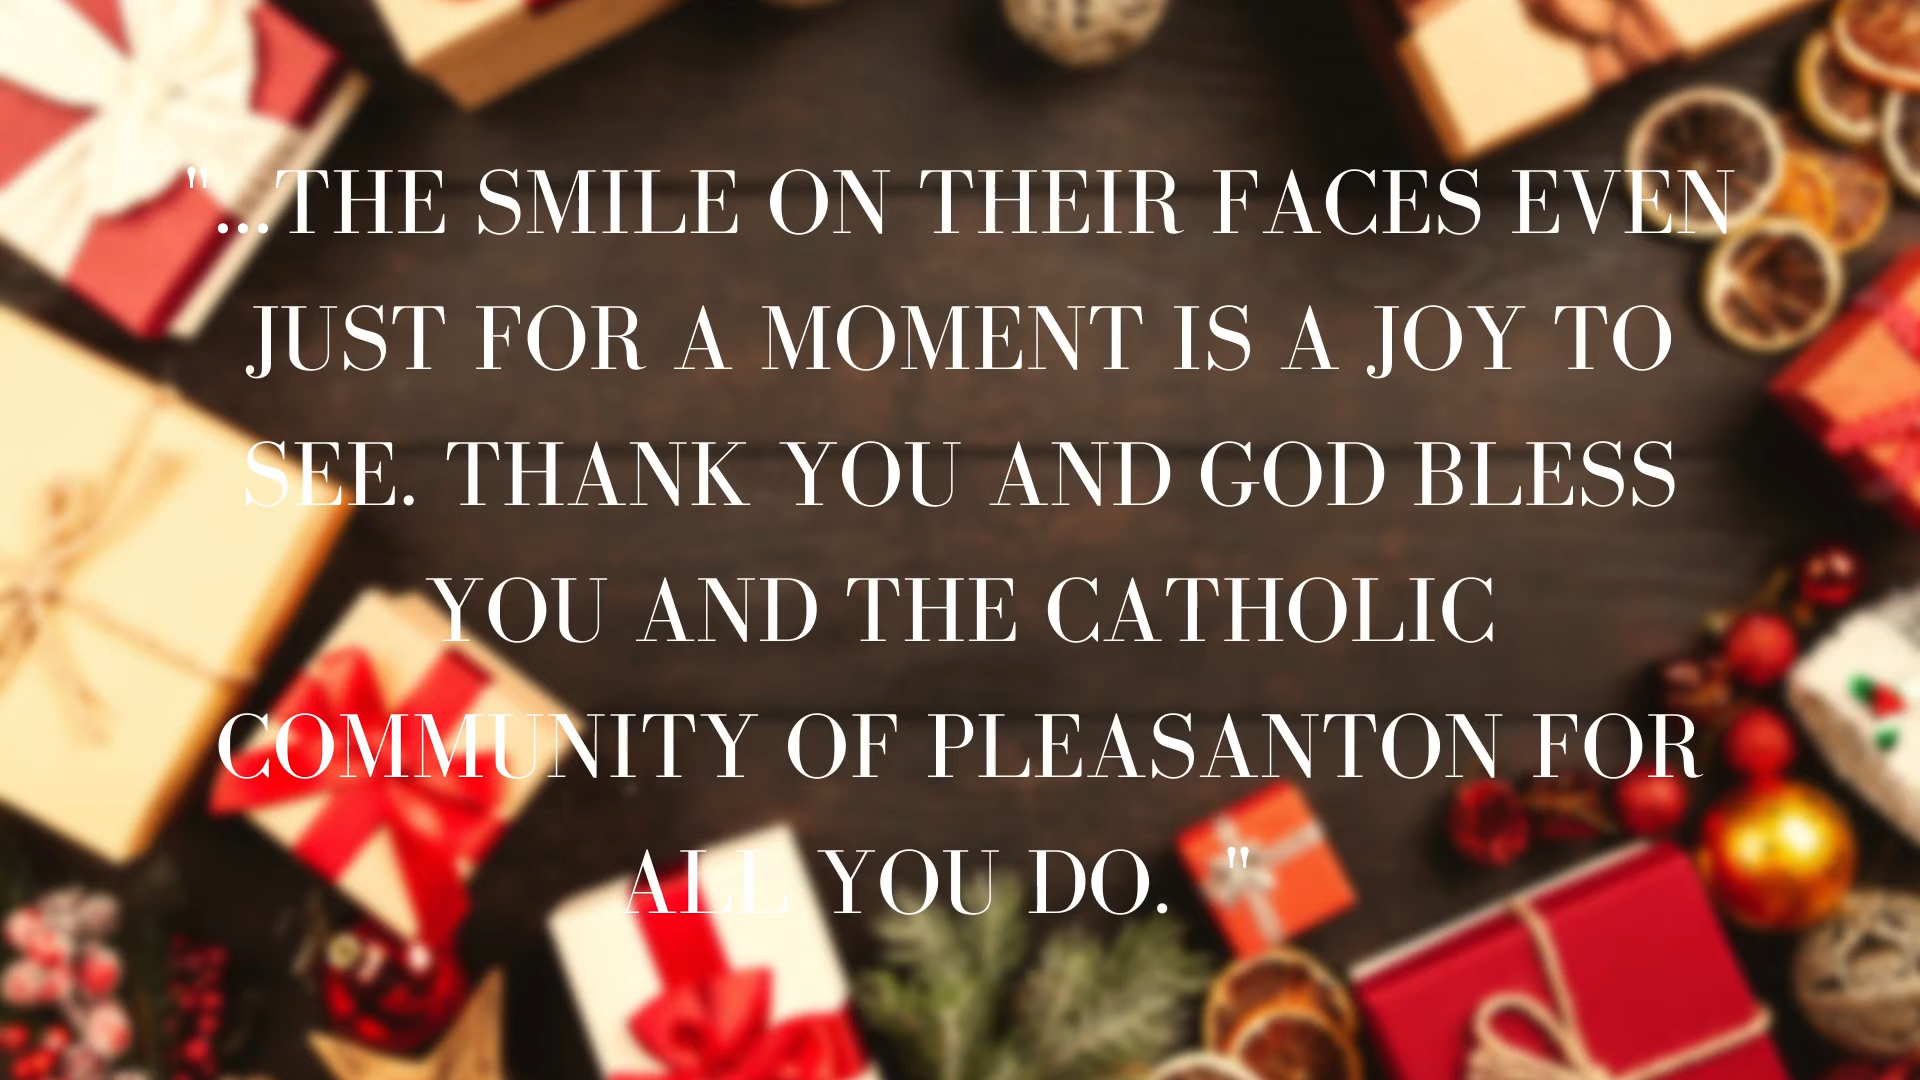 "...THE SMILE ON THEIR FACES EVEN
JUST FOR A MOMENT IS A JOY TO
SEE. THANK YOU AND GOD BLESS
YOU AND THE CATHOLIC
COMMUNITY OF PLEASANTON FOR
ALL YOU DO. "